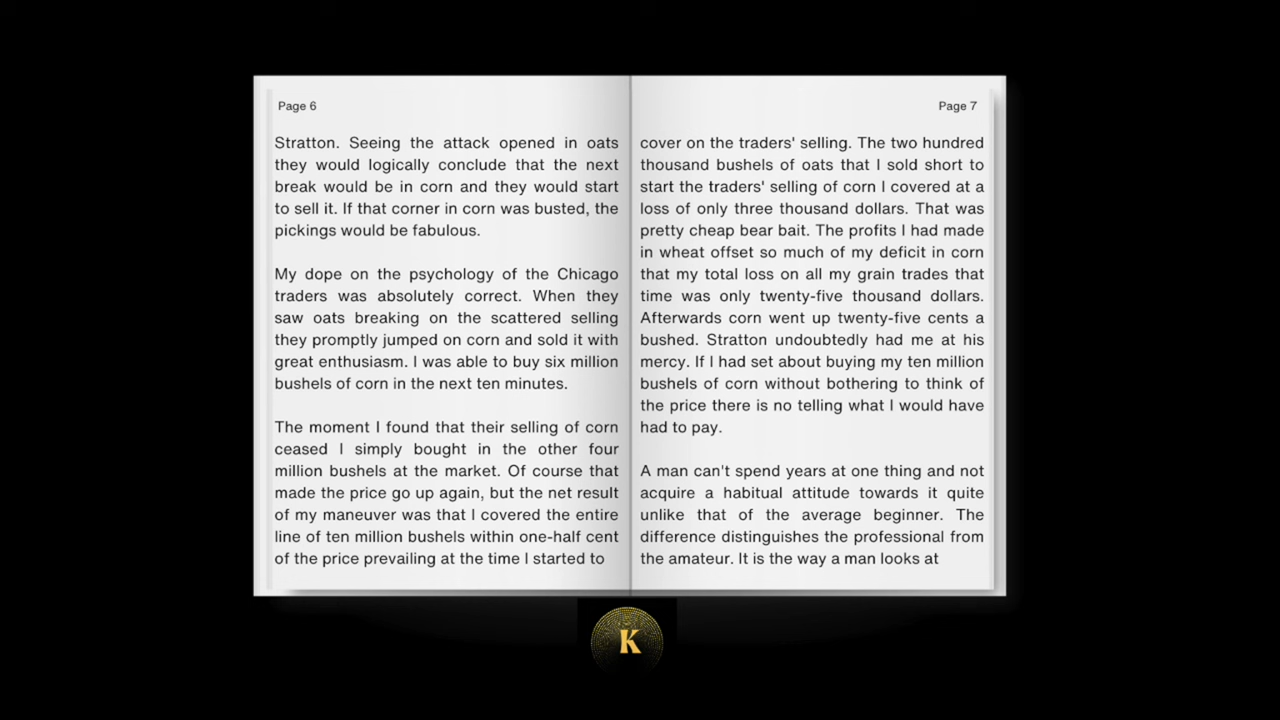 Page 6
Stratton. Seeing the attack opened in oats
they would logically conclude that the next
break would be in corn and they would start
to sell it. If that corner in corn was busted, the
pickings would be fabulous.
My dope on the psychology of the Chicago
traders was absolutely correct. When they
saw oats breaking on the scattered selling
they promptly jumped on corn and sold it with
great enthusiasm. I was able to buy six million
bushels of corn in the next ten minutes.
The moment I found that their selling of corn
ceased I simply bought in the other four
million bushels at the market. Of course that
made the price go up again, but the net result
of my maneuver was that I covered the entire
line of ten million bushels within one-half cent
of the price prevailing at the time I started to
Page 7
cover on the traders' selling. The two hundred
thousand bushels of oats that I sold short to
start the traders' selling of corn I covered at a
loss of only three thousand dollars. That was
pretty cheap bear bait. The profits I had made
in wheat offset so much of my deficit in corn
that my total loss on all my grain trades that
time was only twenty-five thousand dollars.
Afterwards corn went up twenty-five cents a
bushed. Stratton undoubtedly had me at his
mercy. If I had set about buying my ten million
bushels of corn without bothering to think of
the price there is no telling what I would have
had to pay.
A man can't spend years at one thing and not
acquire a habitual attitude towards it quite
unlike that of the average beginner. The
difference distinguishes the professional from
the amateur. It is the way a man looks at
K